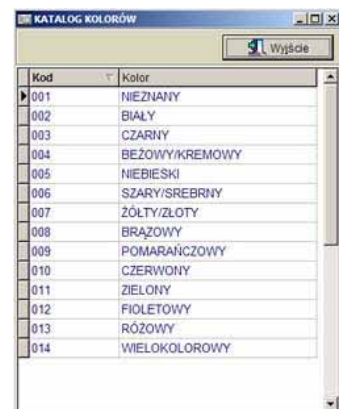 KATALOG KOLORÓW
Wyjście
Kod Kolor
001 NIEZNANY
002 BIAŁY
003 CZARNY
004 BEŻOWY/KREMOWY
005 NIEBIESKI
006 SZARY/SREBRNY
007 ŻÓŁTY/ZŁOTY
008 BRĄZOWY
009 POMARAŃCZOWY
010 CZERWONY
011 ZIELONY
012 FIOLETOWY
013 RÓŻOWY
014 WIELOKOLOROWY